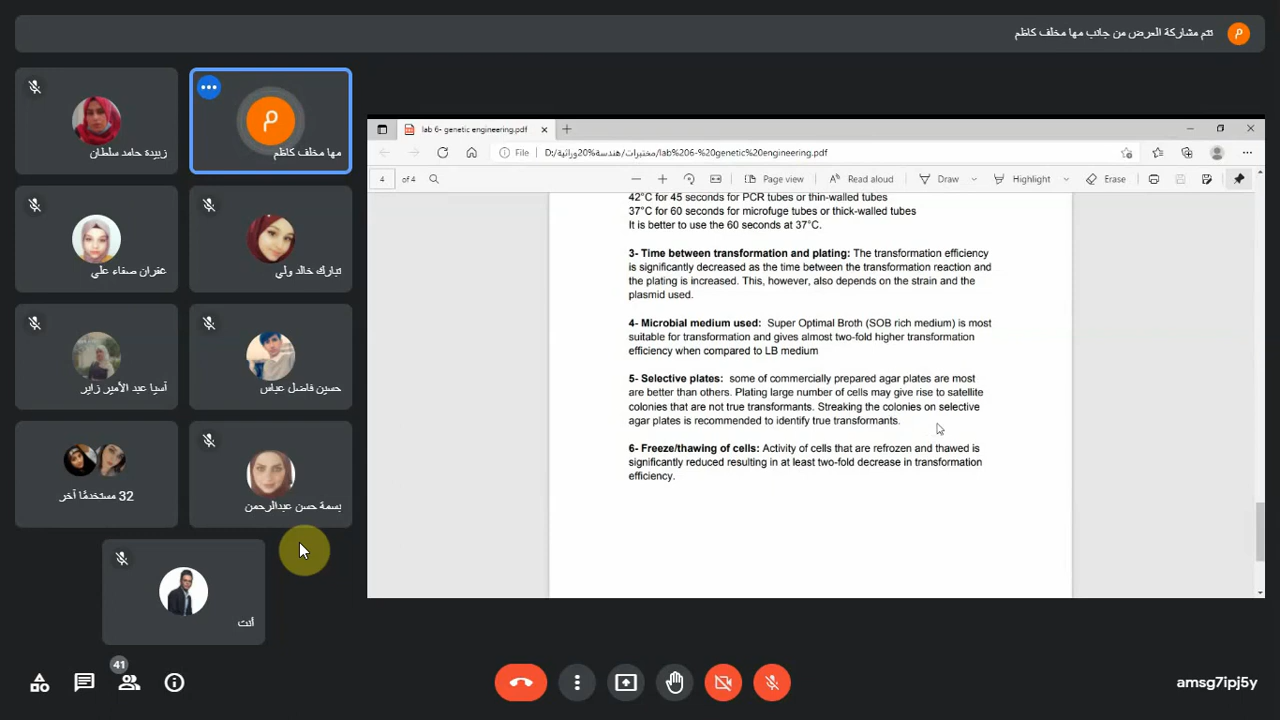 تتم مشاركة العرض من جانب مها مخلف كاظم
م
زبيدة حامد سلطان
م
مها مخلف كاظم
عفران صفاء علي
تبارك خالد ولي
آسيا عبد الأمير زاير
حسين فاضل عباس
32 مستخدمًا آخر
بسمة حسن عبدالرحمن
أنت
lab 6- genetic engineering.pdf
File
D:/مختبرات/هندسة%20وراثية/lab%206-%20genetic%20engineering.pdf
4 of 4
Page view
Read aloud
Draw
Highlight
Erase
42°C for 45 seconds for PCR tubes or thin-walled tubes
37°C for 60 seconds for microfuge tubes or thick-walled tubes
It is better to use the 60 seconds at 37°C.
3- Time between transformation and plating: The transformation efficiency
is significantly decreased as the time between the transformation reaction and
the plating is increased. This, however, also depends on the strain and the
plasmid used.
4- Microbial medium used: Super Optimal Broth (SOB rich medium) is most
suitable for transformation and gives almost two-fold higher transformation
efficiency when compared to LB medium
5- Selective plates: some of commercially prepared agar plates are most
are better than others. Plating large number of cells may give rise to satellite
colonies that are not true transformants. Streaking the colonies on selective
agar plates is recommended to identify true transformants.
6- Freeze/thawing of cells: Activity of cells that are refrozen and thawed is
significantly reduced resulting in at least two-fold decrease in transformation
efficiency.
41
amsg7ipj5y